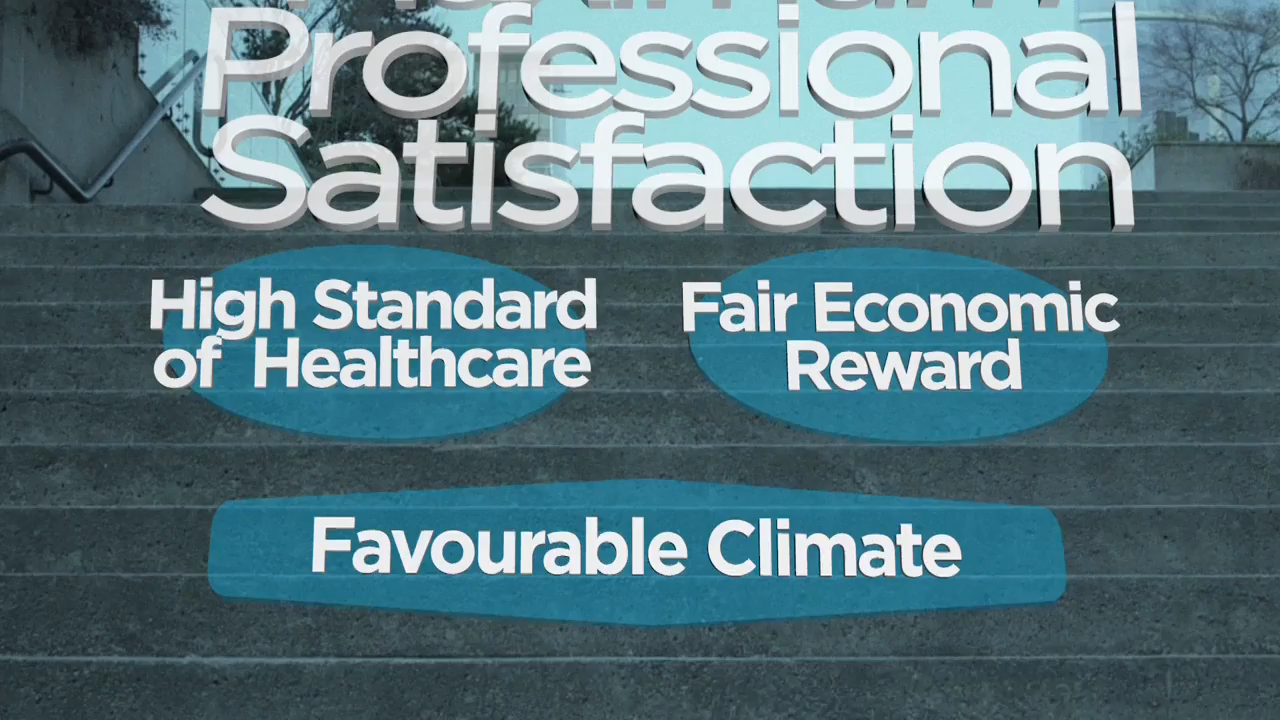 Professional
Satisfaction
High Standard
of Healthcare
Fair Economic
Reward
Favourable Climate